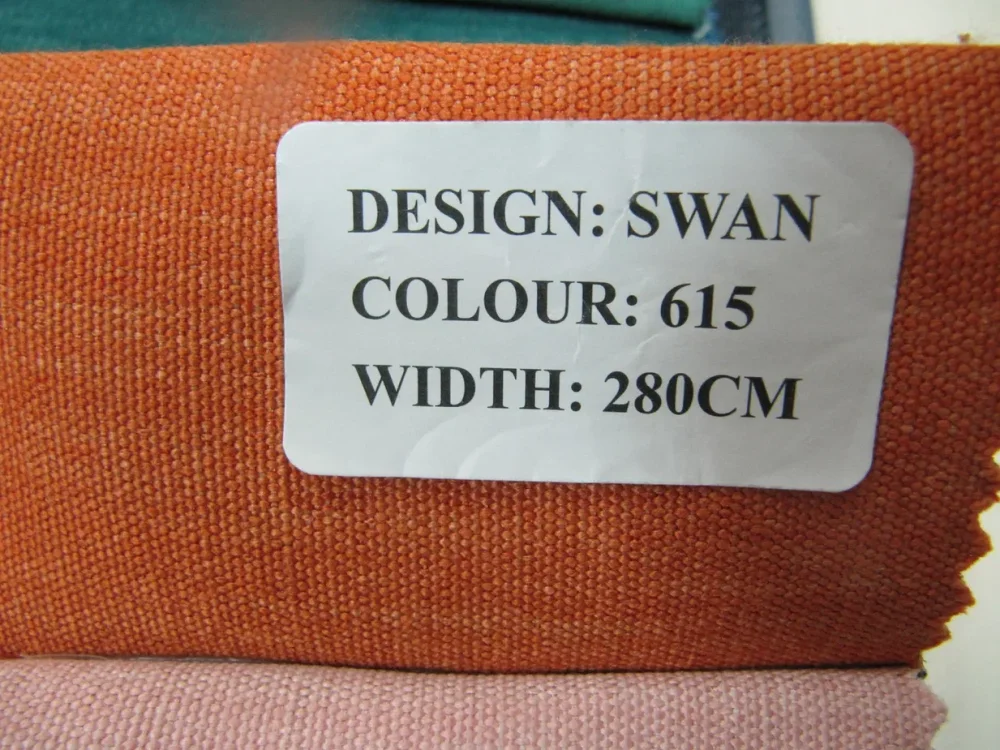 DESIGN: SWAN
COLOUR: 615
WIDTH: 280CM